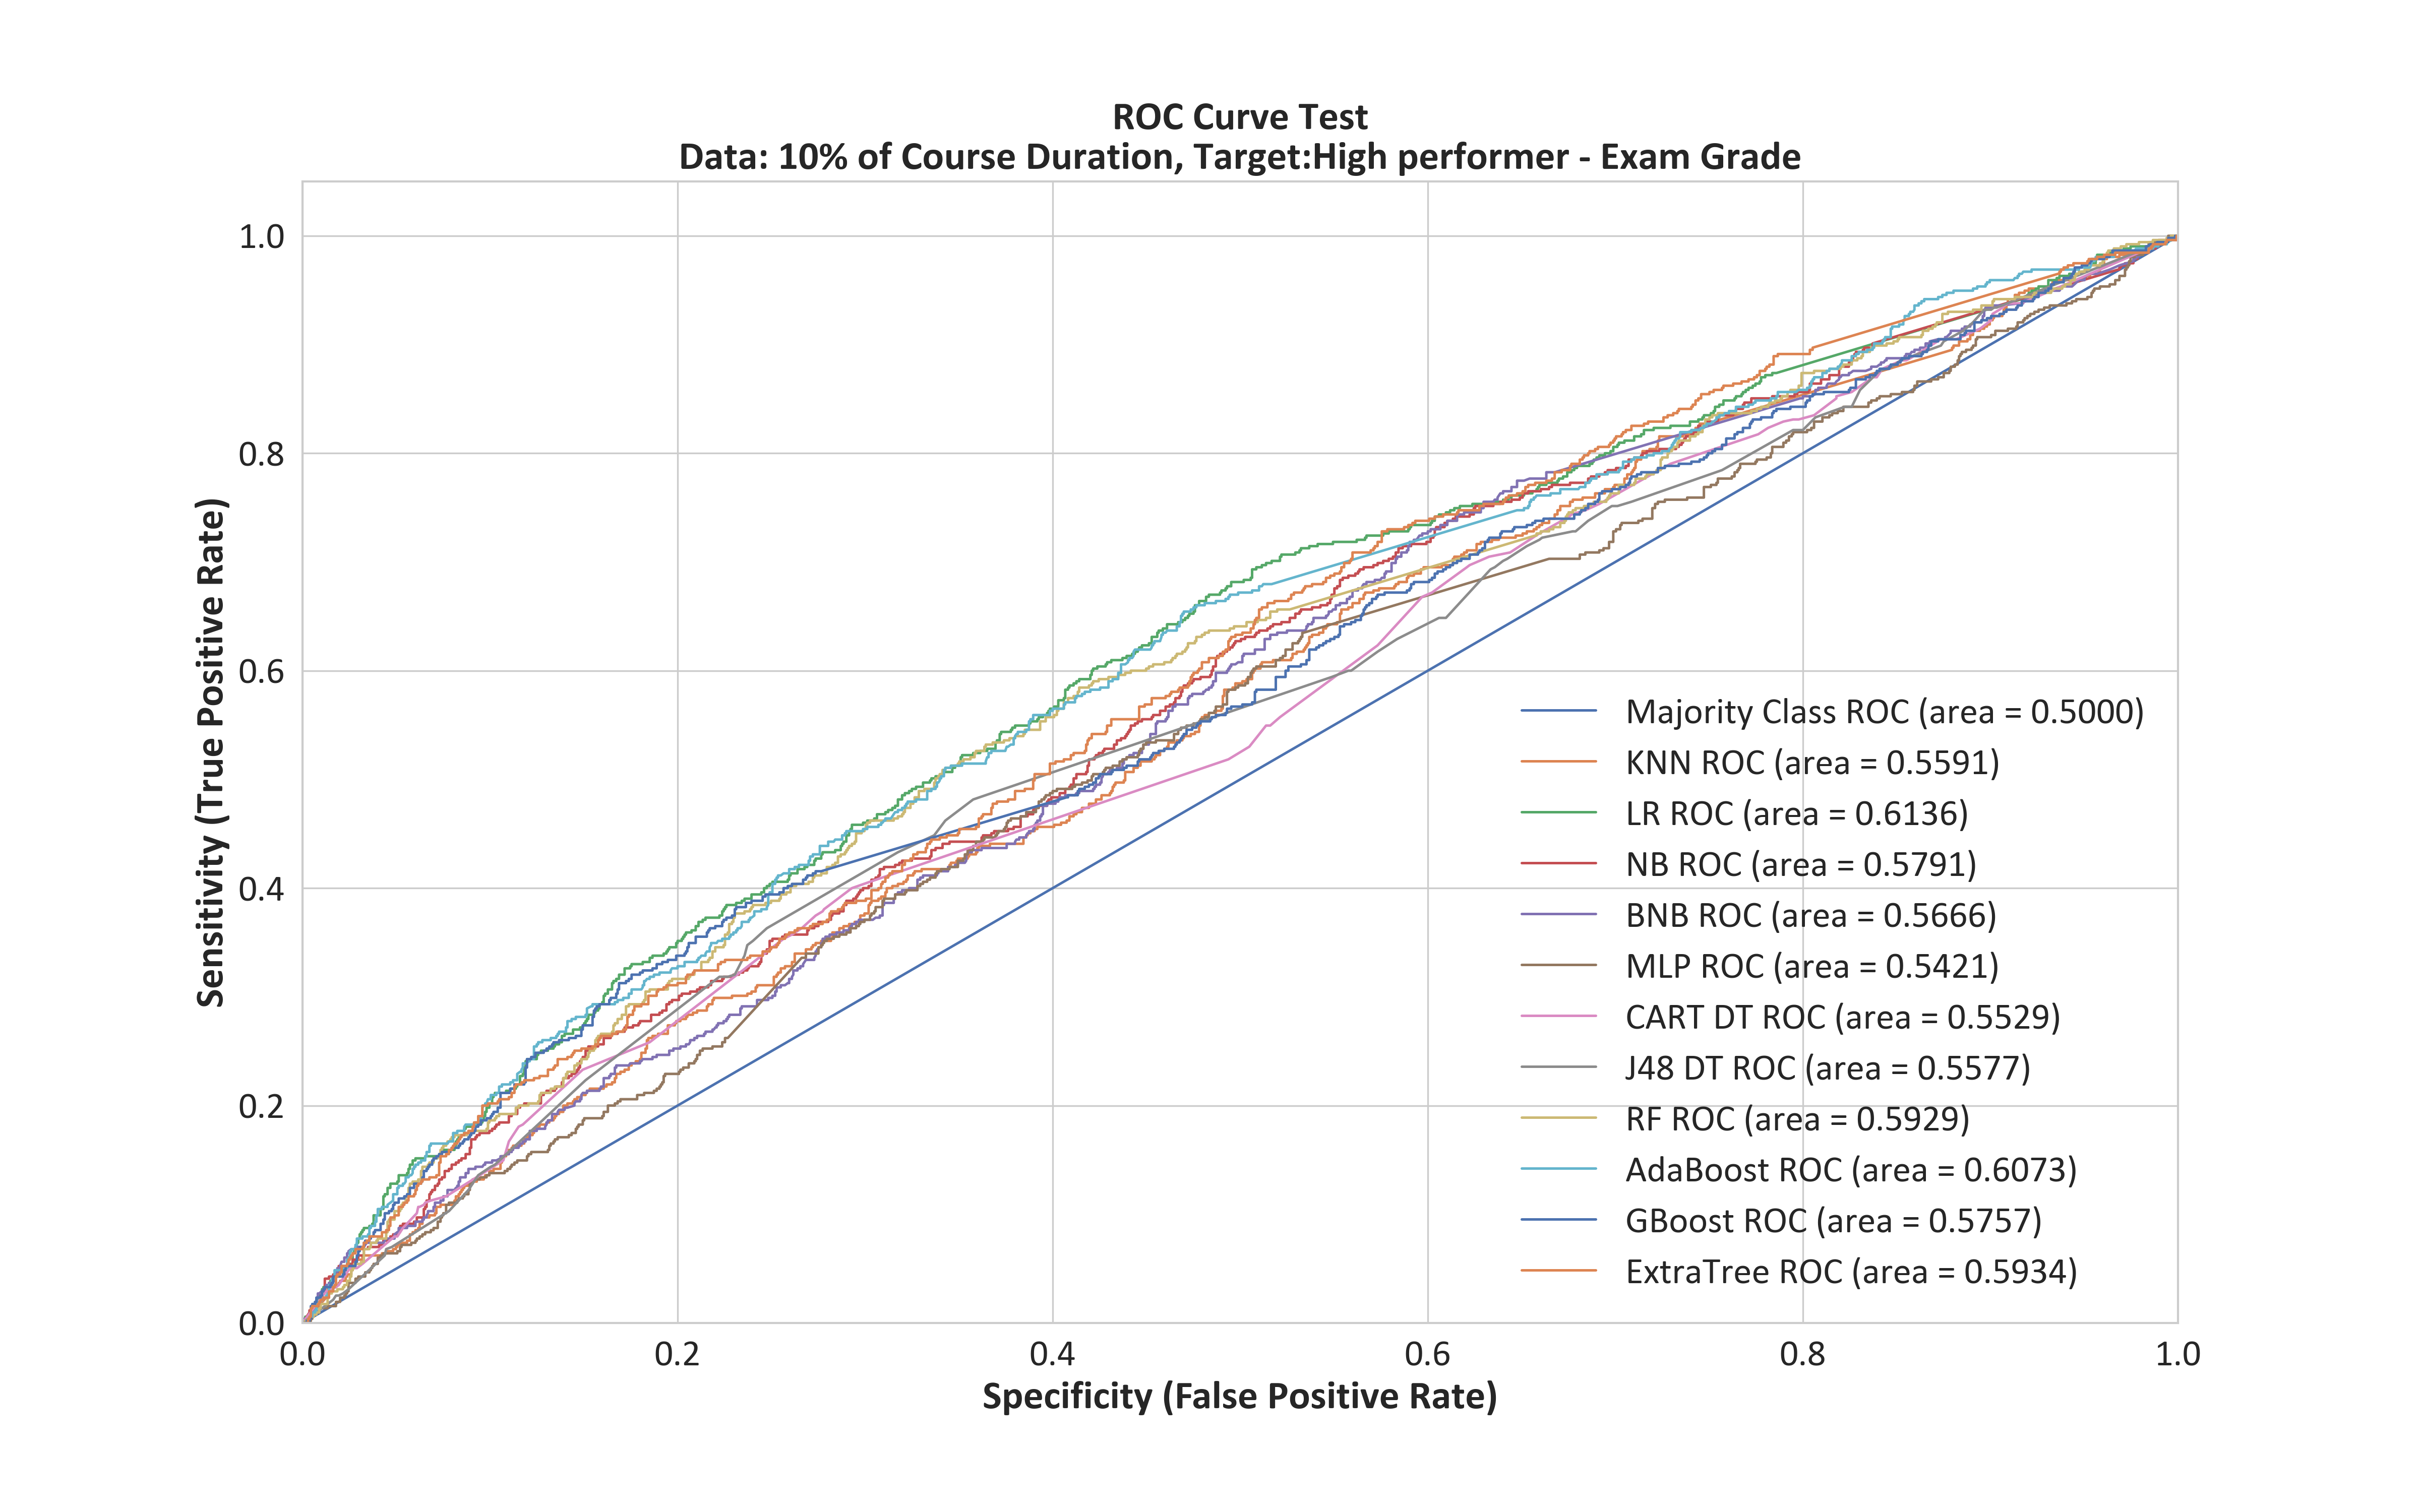 ROC Curve Test
Data: 10% of Course Duration, Target:High performer - Exam Grade
Sensitivity (True Positive Rate)
1.0
0.8
0.6
0.4
0.2
0.0
Majority Class ROC (area = 0.5000)
KNN ROC (area = 0.5591)
LR ROC (area = 0.6136)
NB ROC (area = 0.5791)
BNB ROC (area = 0.5666)
MLP ROC (area = 0.5421)
CART DT ROC (area = 0.5529)
J48 DT ROC (area = 0.5577)
RF ROC (area = 0.5929)
AdaBoost ROC (area = 0.6073)
GBoost ROC (area = 0.5757)
ExtraTree ROC (area = 0.5934)
0.0 0.2 0.4 0.6 0.8 1.0
Specificity (False Positive Rate)